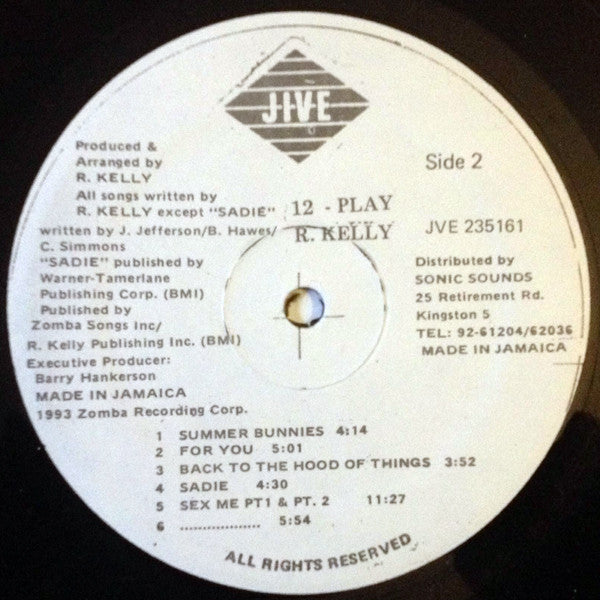 JIVE
Produced &
Arranged by
R. KELLY
All songs written by
R. KELLY except "SADIE"
written by J. Jefferson/B. Hawes/
C. Simmons
"SADIE" published by
Warner-Tamerlane
Publishing Corp. (BMI)
Published by
Zomba Songs Inc/
R. Kelly Publishing Inc. (BMI)
Executive Producer:
Barry Hankerson
MADE IN JAMAICA
1993 Zomba Recording Corp.
12 - PLAY
R. KELLY
Side 2
JVE 235161
Distributed by
SONIC SOUNDS
25 Retirement Rd.
Kingston 5
TEL: 92-61204/62036
MADE IN JAMAICA
1 SUMMER BUNNIES 4:14
2 FOR YOU 5:01
3 BACK TO THE HOOD OF THINGS 3:52
4 SADIE 4:30
5 SEX ME PT1 & PT. 2 11:27
6 .................. 5:54
ALL RIGHTS RESERVED